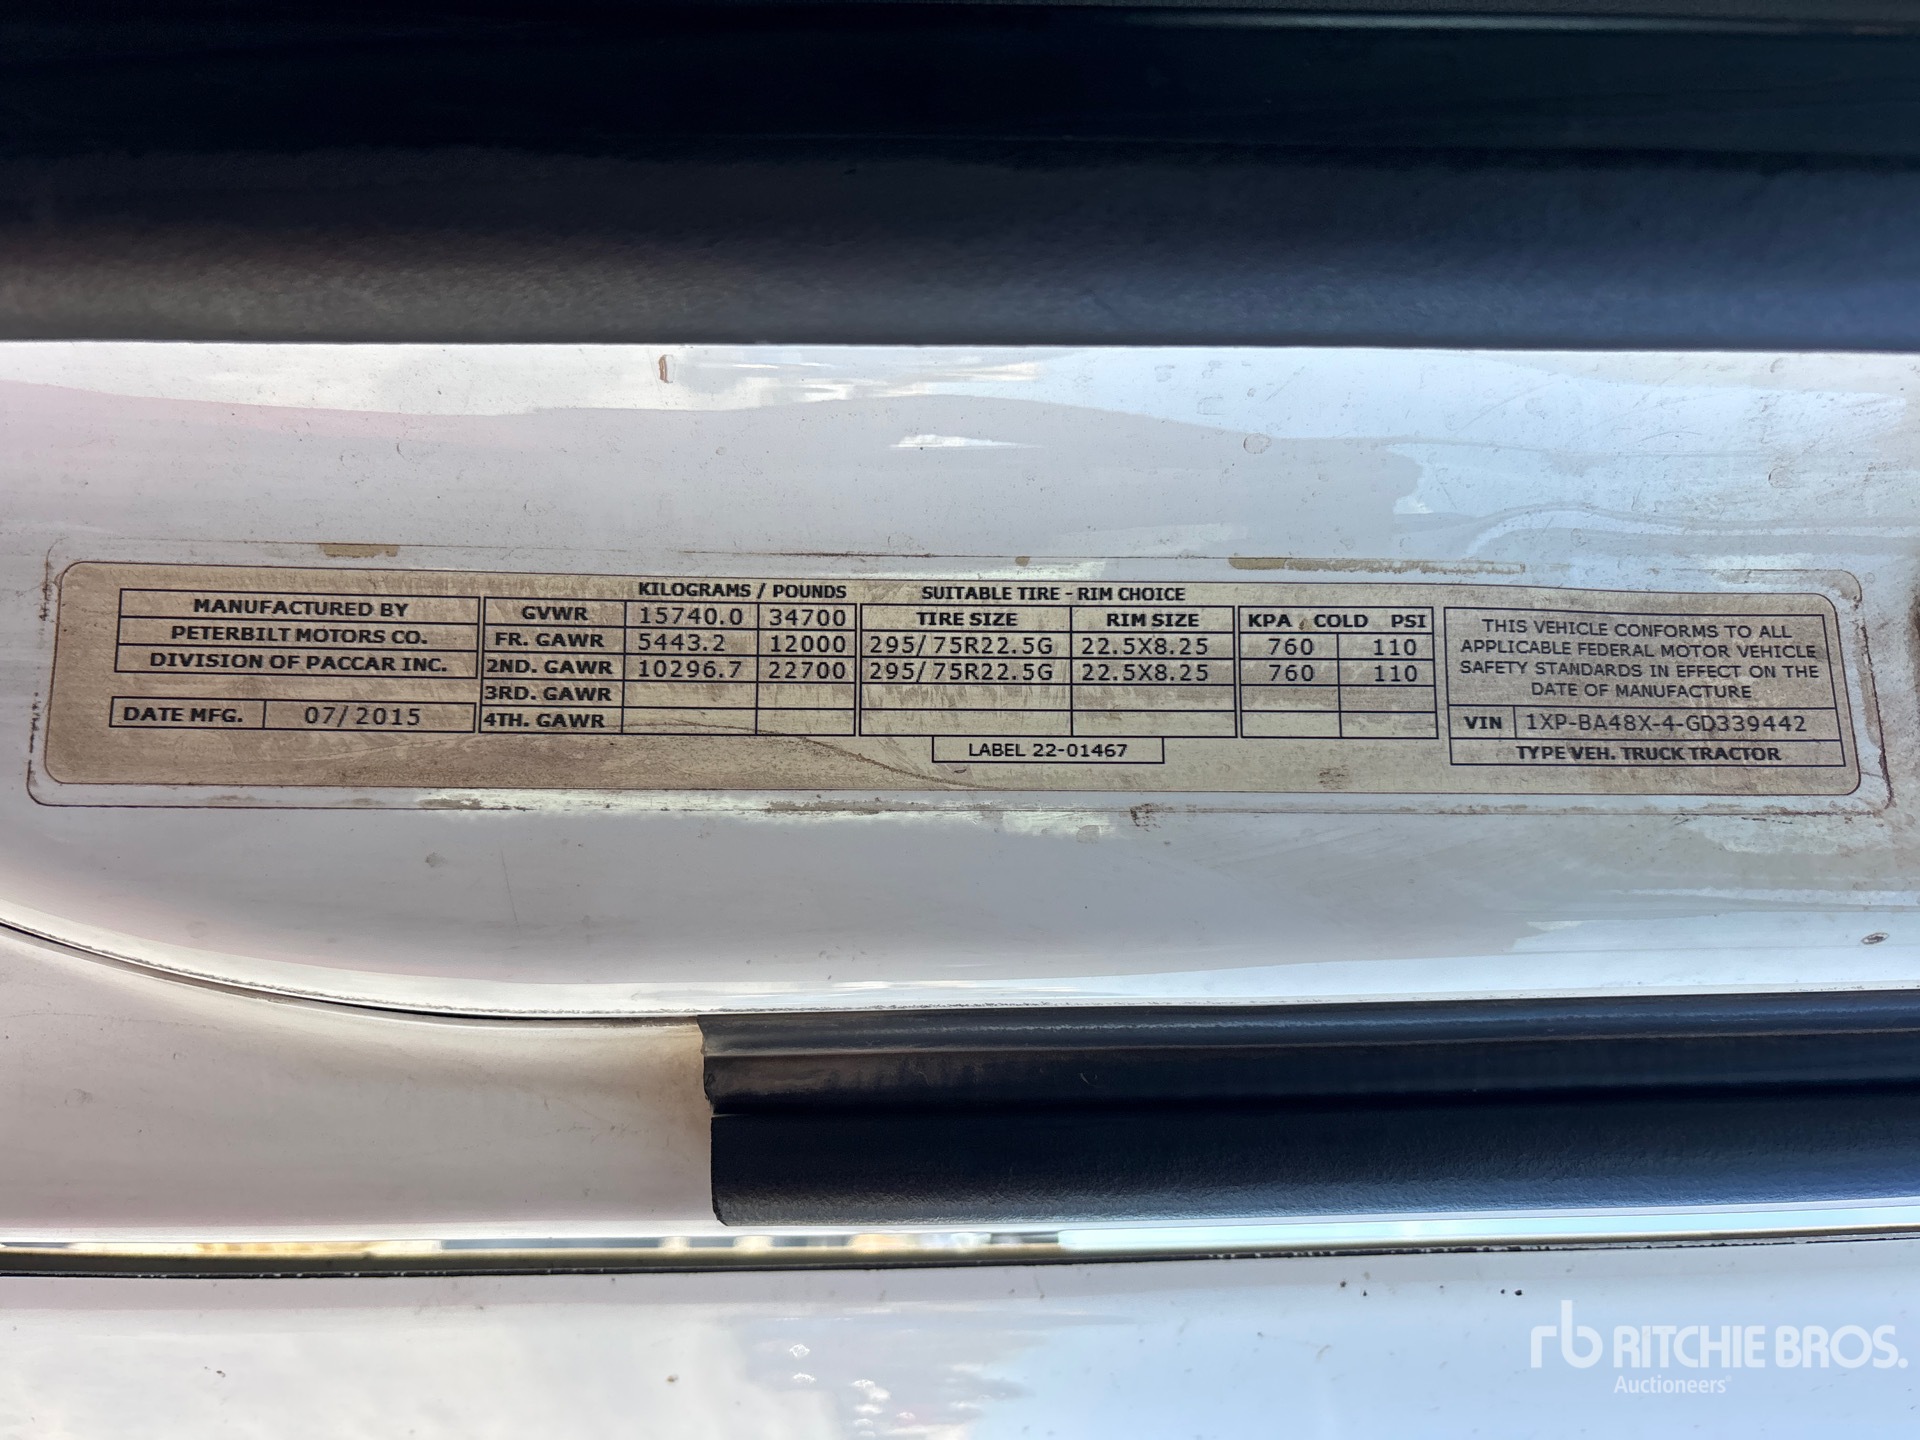 KILOGRAMS / POUNDS SUITABLE TIRE - RIM CHOICE
MANUFACTURED BY
PETERBILT MOTORS CO.
DIVISION OF PACCAR INC.
DATE MFG. 07/2015
GVWR 15740.0 34700 TIRE SIZE RIM SIZE KPA COLD PSI
FR. GAWR 5443.2 12000 295/75R22.5G 22.5X8.25 760 110
2ND. GAWR 10296.7 22700 295/75R22.5G 22.5X8.25 760 110
3RD. GAWR
4TH. GAWR
LABEL 22-01467
THIS VEHICLE CONFORMS TO ALL
APPLICABLE FEDERAL MOTOR VEHICLE
SAFETY STANDARDS IN EFFECT ON THE
DATE OF MANUFACTURE
VIN 1XP-BA48X-4-GD339442
TYPE VEH. TRUCK TRACTOR
rb RITCHIE BROS.
Auctioneers